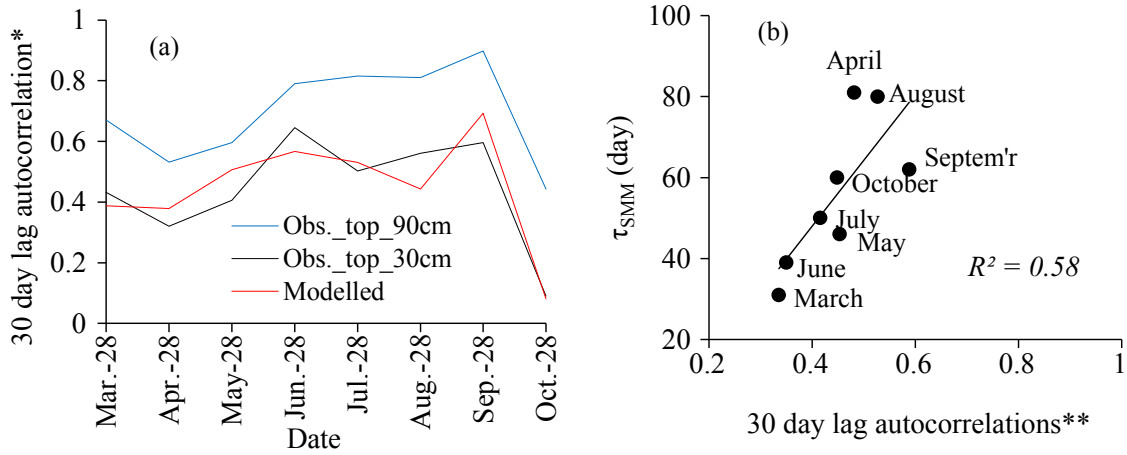 (a)
30 day lag autocorrelation*
1
0.8
0.6
0.4
0.2
0
Obs._top_90cm
Obs._top_30cm
Modelled
Mar.-28
Apr.-28
May-28
Jun.-28
Jul.-28
Aug.-28
Sep.-28
Oct.-28
Date
(b)
τSMM (day)
100
80
60
40
20
April
August
Septem'r
October
July
May
June
March
R² = 0.58
0.2
0.4
0.6
0.8
1
30 day lag autocorrelations**